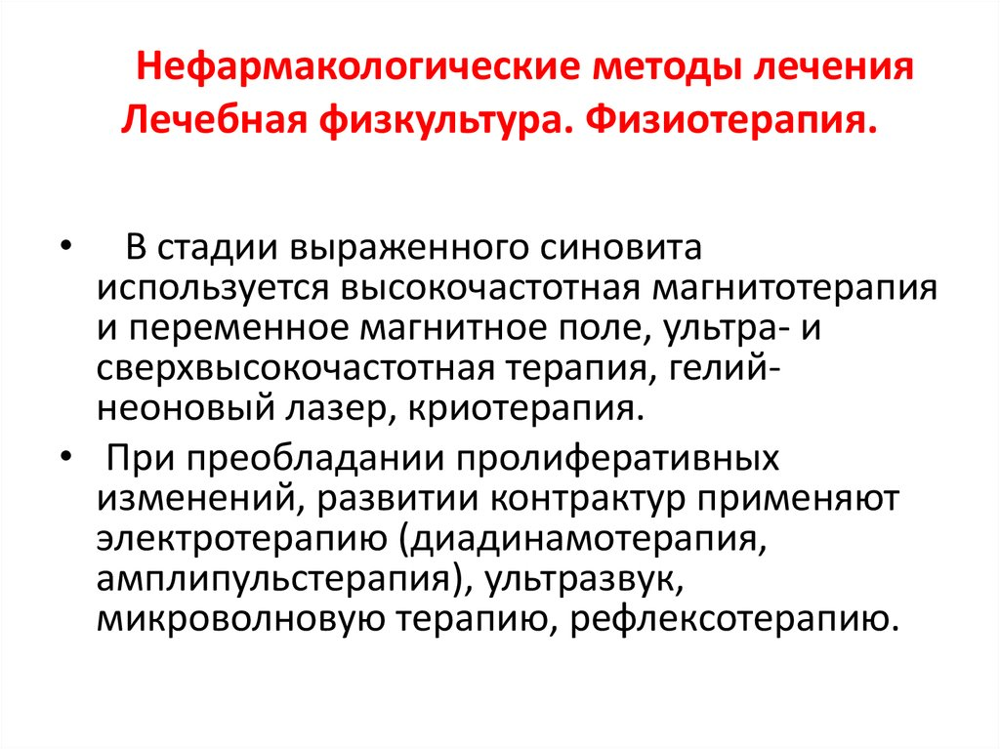 Нефармакологические методы лечения
Лечебная физкультура. Физиотерапия.
• В стадии выраженного синовита
используется высокочастотная магнитотерапия
и переменное магнитное поле, ультра- и
сверхвысокочастотная терапия, гелий-
неоновый лазер, криотерапия.
• При преобладании пролиферативных
изменений, развитии контрактур применяют
электротерапию (диадинамотерапия,
амплипульстерапия), ультразвук,
микроволновую терапию, рефлексотерапию.